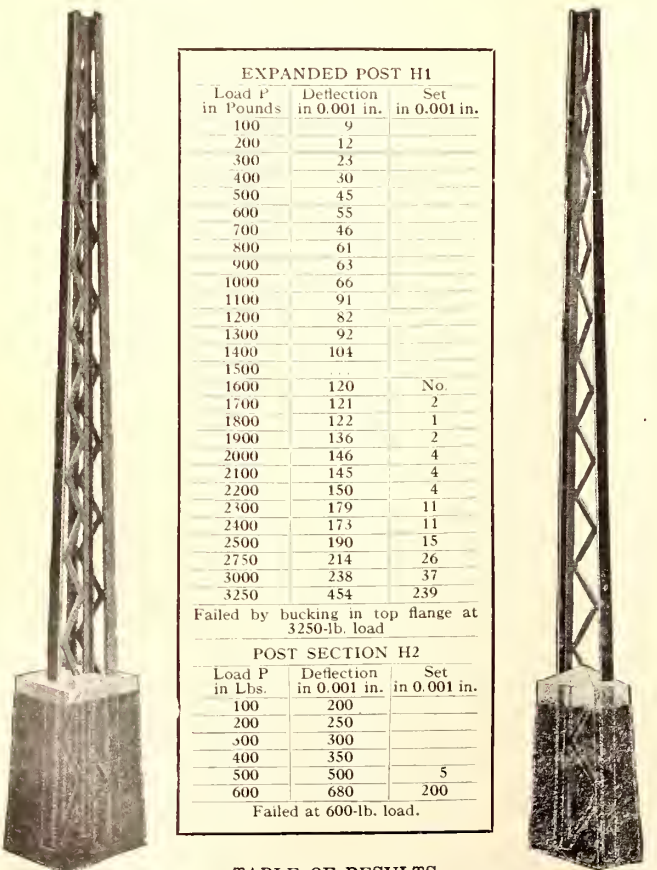 EXPANDED POST H1
Load P Deflection Set
in Pounds in 0.001 in. in 0.001 in.
100 9
200 12
300 23
400 30
500 45
600 55
700 46
800 61
900 63
1000 66
1100 91
1200 82
1300 92
1400 104
1500 ...
1600 120 No.
1700 121 2
1800 122 1
1900 136 2
2000 146 4
2100 145 4
2200 150 4
2300 179 11
2400 173 11
2500 190 15
2750 214 26
3000 238 37
3250 454 239
Failed by bucking in top flange at
3250-lb. load
POST SECTION H2
Load P Deflection Set
in Lbs. in 0.001 in. in 0.001 in.
100 200
200 250
300 300
400 350
500 500 5
600 680 200
Failed at 600-lb. load.
TABLE OF RESULTS